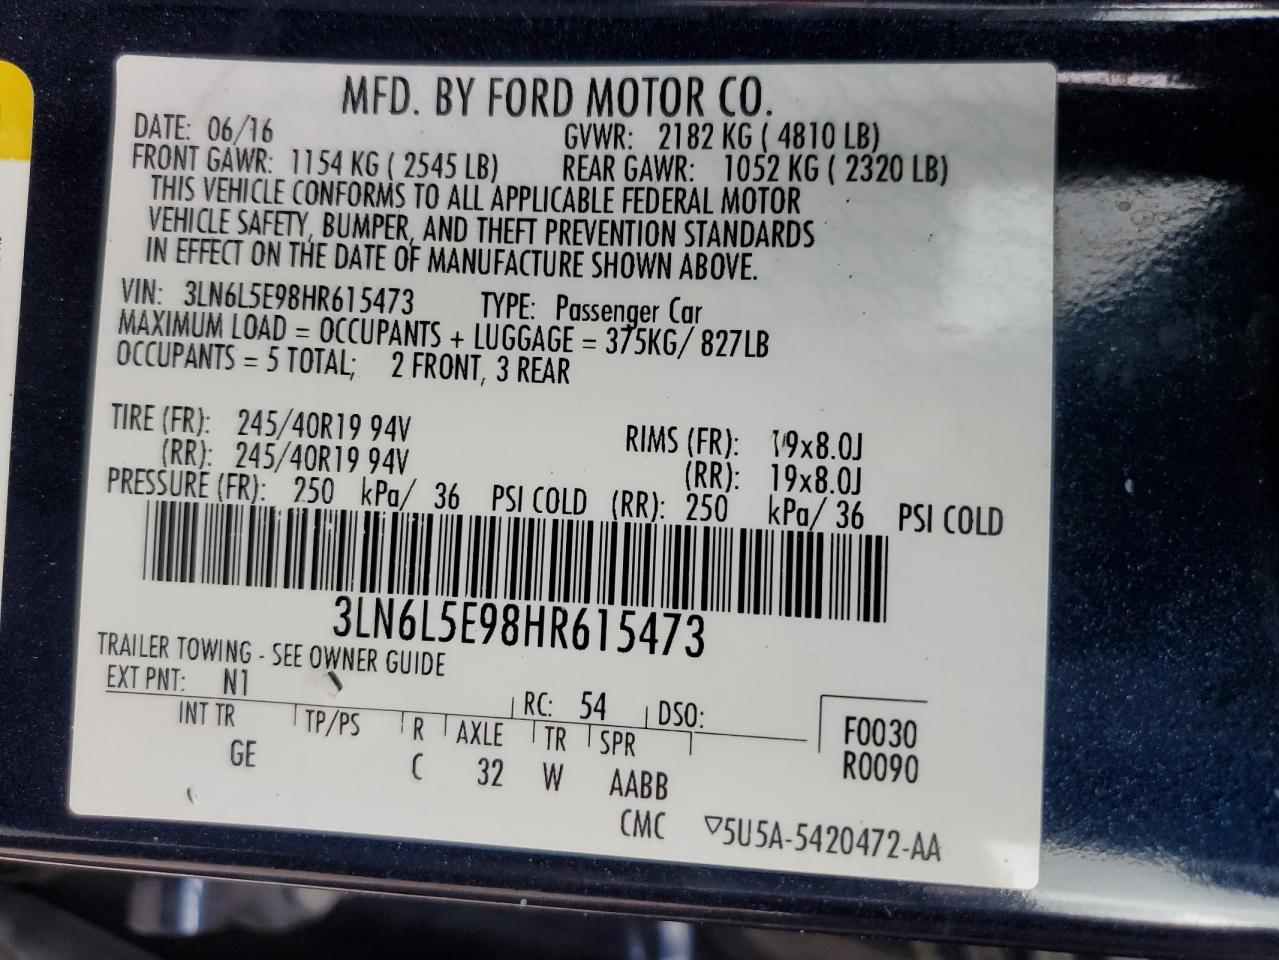 MFD. BY FORD MOTOR CO.
DATE: 06/16 GVWR: 2182 KG ( 4810 LB)
FRONT GAWR: 1154 KG ( 2545 LB) REAR GAWR: 1052 KG ( 2320 LB)
THIS VEHICLE CONFORMS TO ALL APPLICABLE FEDERAL MOTOR
VEHICLE SAFETY, BUMPER, AND THEFT PREVENTION STANDARDS
IN EFFECT ON THE DATE OF MANUFACTURE SHOWN ABOVE.
VIN: 3LN6L5E98HR615473 TYPE: Passenger Car
MAXIMUM LOAD = OCCUPANTS + LUGGAGE = 375KG/ 827LB
OCCUPANTS = 5 TOTAL; 2 FRONT, 3 REAR
TIRE (FR): 245/40R19 94V RIMS (FR): 19x8.0J
(RR): 245/40R19 94V (RR): 19x8.0J
PRESSURE (FR): 250 kPa/ 36 PSI COLD (RR): 250 kPa/ 36 PSI COLD
3LN6L5E98HR615473
TRAILER TOWING - SEE OWNER GUIDE
EXT PNT: N1 RC: 54 DSO:
INT TR TP/PS R AXLE TR SPR F0030
GE C 32 W AABB R0090
CMC ▽5U5A-5420472-AA